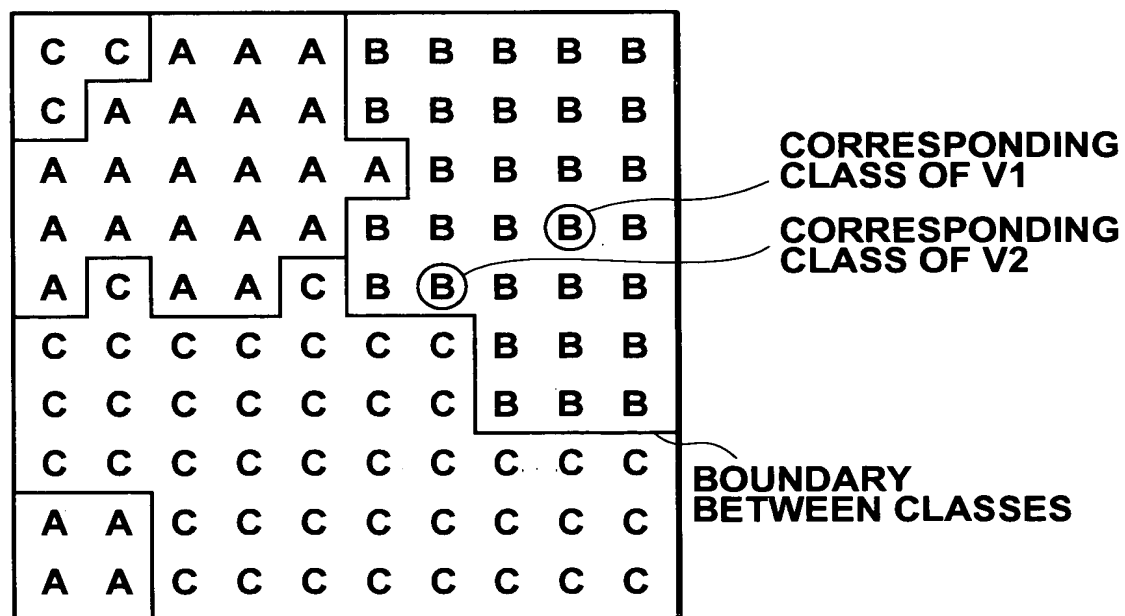 C C A A A B B B B B
C A A A A B B B B B
A A A A A A B B B B
A A A A A B B B B B
A C A A C B B B B B
C C C C C C C B B B
C C C C C C C B B B
C C C C C C C C C C
A A C C C C C C C C
A A C C C C C C C C
CORRESPONDING
CLASS OF V1
CORRESPONDING
CLASS OF V2
BOUNDARY
BETWEEN CLASSES